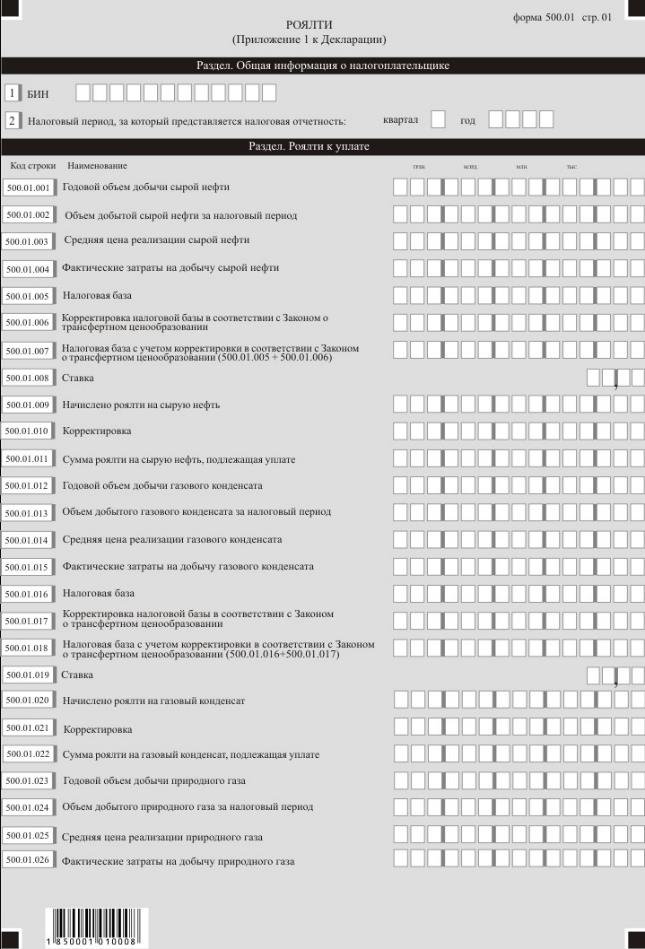 форма 500.01 стр. 01
РОЯЛТИ
(Приложение 1 к Декларации)
Раздел. Общая информация о налогоплательщике
1 БИН
2 Налоговый период, за который представляется налоговая отчетность: квартал год
Раздел. Роялти к уплате
Код строки Наименование трлн. млрд. млн. тыс.
500.01.001 Годовой объем добычи сырой нефти
500.01.002 Объем добытой сырой нефти за налоговый период
500.01.003 Средняя цена реализации сырой нефти
500.01.004 Фактические затраты на добычу сырой нефти
500.01.005 Налоговая база
500.01.006 Корректировка налоговой базы в соответствии с Законом о
трансфертном ценообразовании
500.01.007 Налоговая база с учетом корректировки в соответствии с Законом
о трансфертном ценообразовании (500.01.005 + 500.01.006)
500.01.008 Ставка ,
500.01.009 Начислено роялти на сырую нефть
500.01.010 Корректировка
500.01.011 Сумма роялти на сырую нефть, подлежащая уплате
500.01.012 Годовой объем добычи газового конденсата
500.01.013 Объем добытого газового конденсата за налоговый период
500.01.014 Средняя цена реализации газового конденсата
500.01.015 Фактические затраты на добычу газового конденсата
500.01.016 Налоговая база
500.01.017 Корректировка налоговой базы в соответствии с Законом
о трансфертном ценообразовании
500.01.018 Налоговая база с учетом корректировки в соответствии с Законом
о трансфертном ценообразовании (500.01.016+500.01.017)
500.01.019 Ставка ,
500.01.020 Начислено роялти на газовый конденсат
500.01.021 Корректировка
500.01.022 Сумма роялти на газовый конденсат, подлежащая уплате
500.01.023 Годовой объем добычи природного газа
500.01.024 Объем добытого природного газа за налоговый период
500.01.025 Средняя цена реализации природного газа
500.01.026 Фактические затраты на добычу природного газа
1 850001 010008